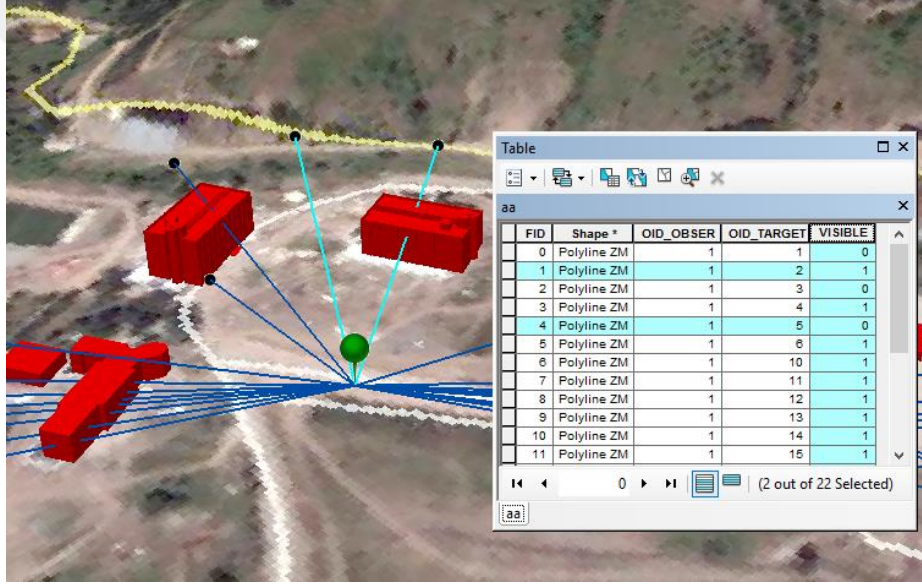 Table
aa
FID Shape * OID_OBSER OID_TARGET VISIBLE
0 Polyline ZM 1 1 0
1 Polyline ZM 1 2 1
2 Polyline ZM 1 3 0
3 Polyline ZM 1 4 1
4 Polyline ZM 1 5 0
5 Polyline ZM 1 6 1
6 Polyline ZM 1 10 1
7 Polyline ZM 1 11 1
8 Polyline ZM 1 12 1
9 Polyline ZM 1 13 1
10 Polyline ZM 1 14 1
11 Polyline ZM 1 15 1
0 (2 out of 22 Selected)
aa